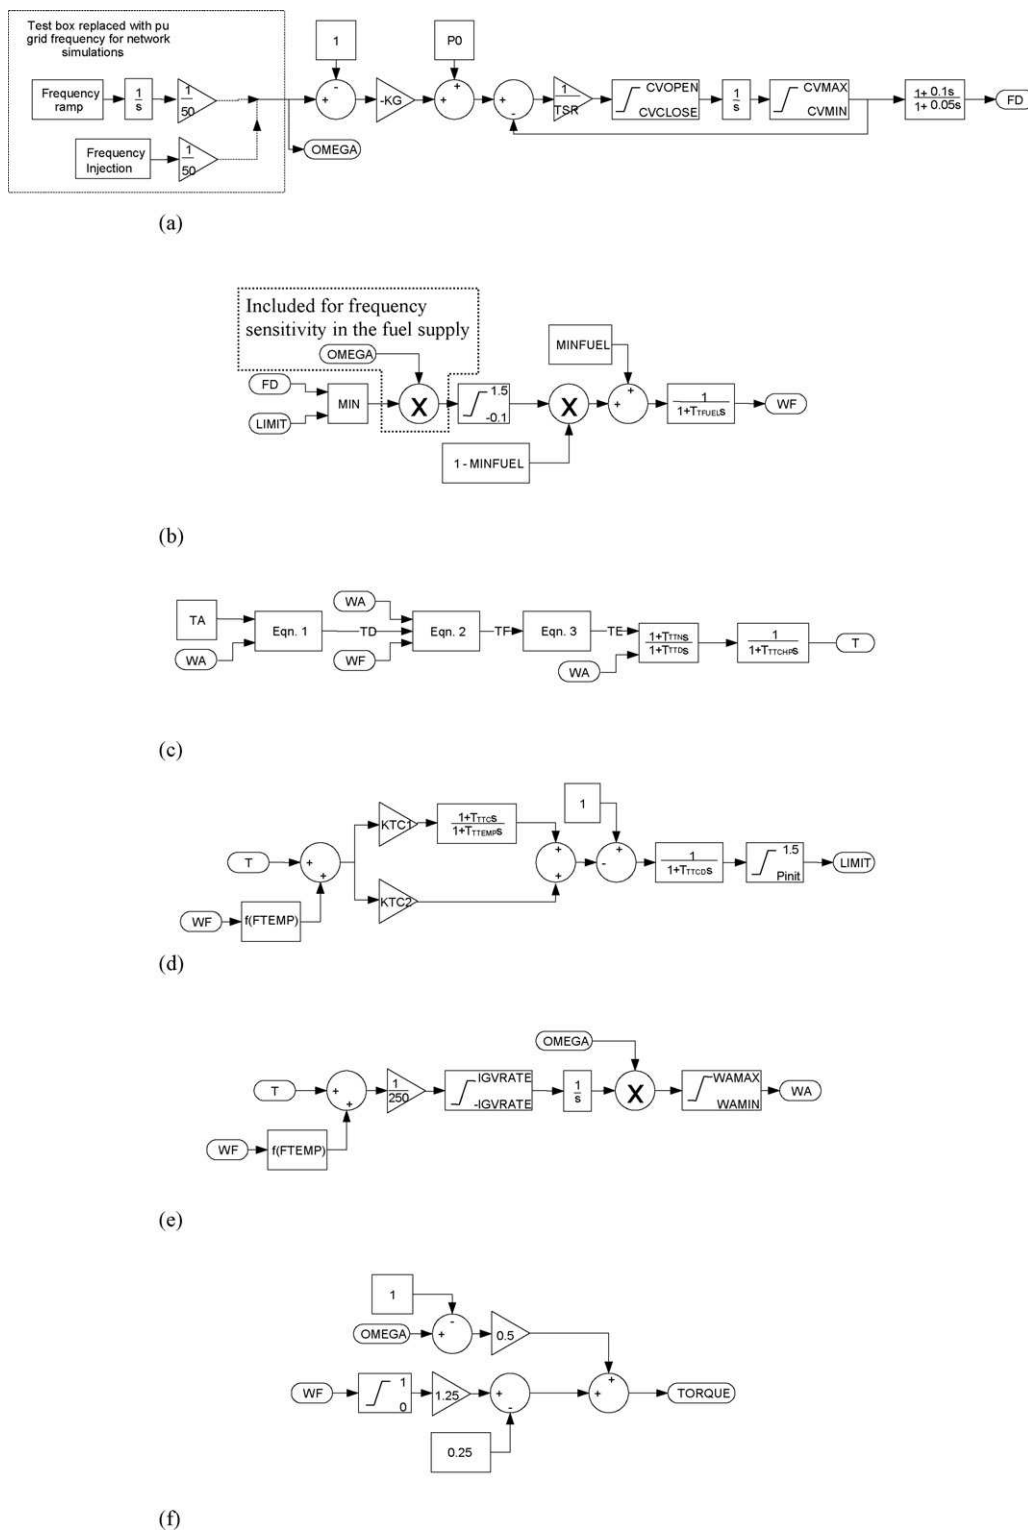 Test box replaced with pu
grid frequency for network
simulations
1
P0
Frequency
ramp
1
s
1
50
+ -
-KG
+ +
+
-
1
TSR
CVOPEN
CVCLOSE
1
s
CVMAX
CVMIN
1+ 0.1s
1+ 0.05s
FD
Frequency
Injection
1
50
OMEGA
(a)
Included for frequency
sensitivity in the fuel supply
OMEGA
MINFUEL
FD
LIMIT
MIN
X
1.5
-0.1
X
+ +
1
1+TTFUELs
WF
1 - MINFUEL
(b)
TA
WA
Eqn. 1
TD
WA
WF
Eqn. 2
TF
Eqn. 3
TE
WA
1+TTTNs
1+TTTDs
1
1+TTTCHPs
T
(c)
KTC1
1+TTTCs
1+TTTEMPs
1
T
+
+
+
+
-
+
1
1+TTTCDs
1.5
Pinit
LIMIT
WF
f(FTEMP)
KTC2
(d)
OMEGA
T
+
+
1
250
IGVRATE
-IGVRATE
1
s
X
WAMAX
WAMIN
WA
WF
f(FTEMP)
(e)
1
OMEGA
+ -
0.5
WF
1
0
1.25
+
-
+ +
TORQUE
0.25
(f)